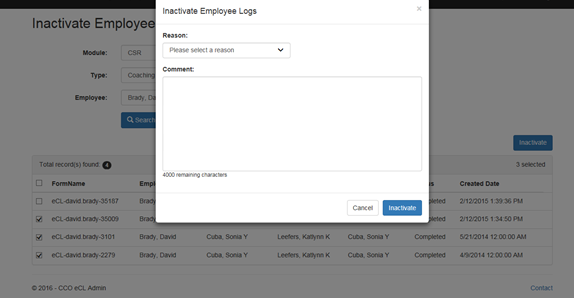 Inactivate Employee Logs ×
Inactivate Employee
Reason:
Please select a reason
Module: CSR
Comment:
Type: Coaching
Employee: Brady, Da
Search
Inactivate
4000 remaining characters
Total record(s) found: 4 3 selected
FormName Empl Created Date
eCL-david.brady-35187 Brady 2/12/2015 1:39:36 PM
Cancel Inactivate
eCL-david.brady-35009 Brady 2/12/2015 1:34:50 PM
eCL-david.brady-3101 Brady, David Cuba, Sonia Y Leefers, Kaitlynn K Cuba, Sonia Y Completed 5/21/2014 12:00:00 AM
eCL-david.brady-2279 Brady, David Cuba, Sonia Y Leefers, Kaitlynn K Cuba, Sonia Y Completed 4/9/2014 12:00:00 AM
© 2016 - CCO eCL Admin Contact